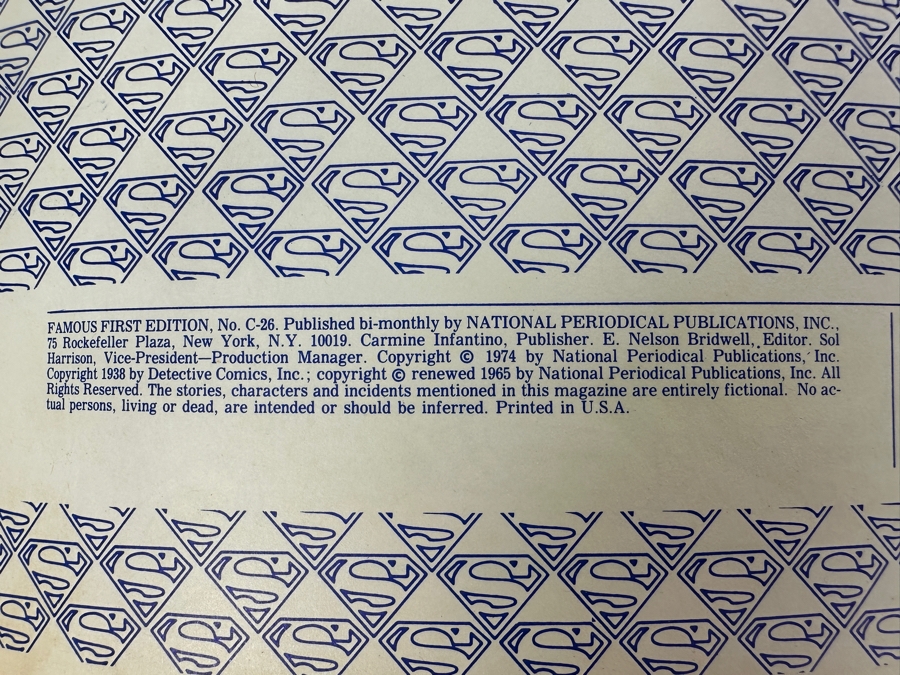 FAMOUS FIRST EDITION, No. C-26. Published bi-monthly by NATIONAL PERIODICAL PUBLICATIONS, INC.,
75 Rockefeller Plaza, New York, N.Y. 10019. Carmine Infantino, Publisher. E. Nelson Bridwell, Editor. Sol
Harrison, Vice-President—Production Manager. Copyright © 1974 by National Periodical Publications, Inc.
Copyright 1938 by Detective Comics, Inc.; copyright © renewed 1965 by National Periodical Publications, Inc. All
Rights Reserved. The stories, characters and incidents mentioned in this magazine are entirely fictional. No ac-
tual persons, living or dead, are intended or should be inferred. Printed in U.S.A.